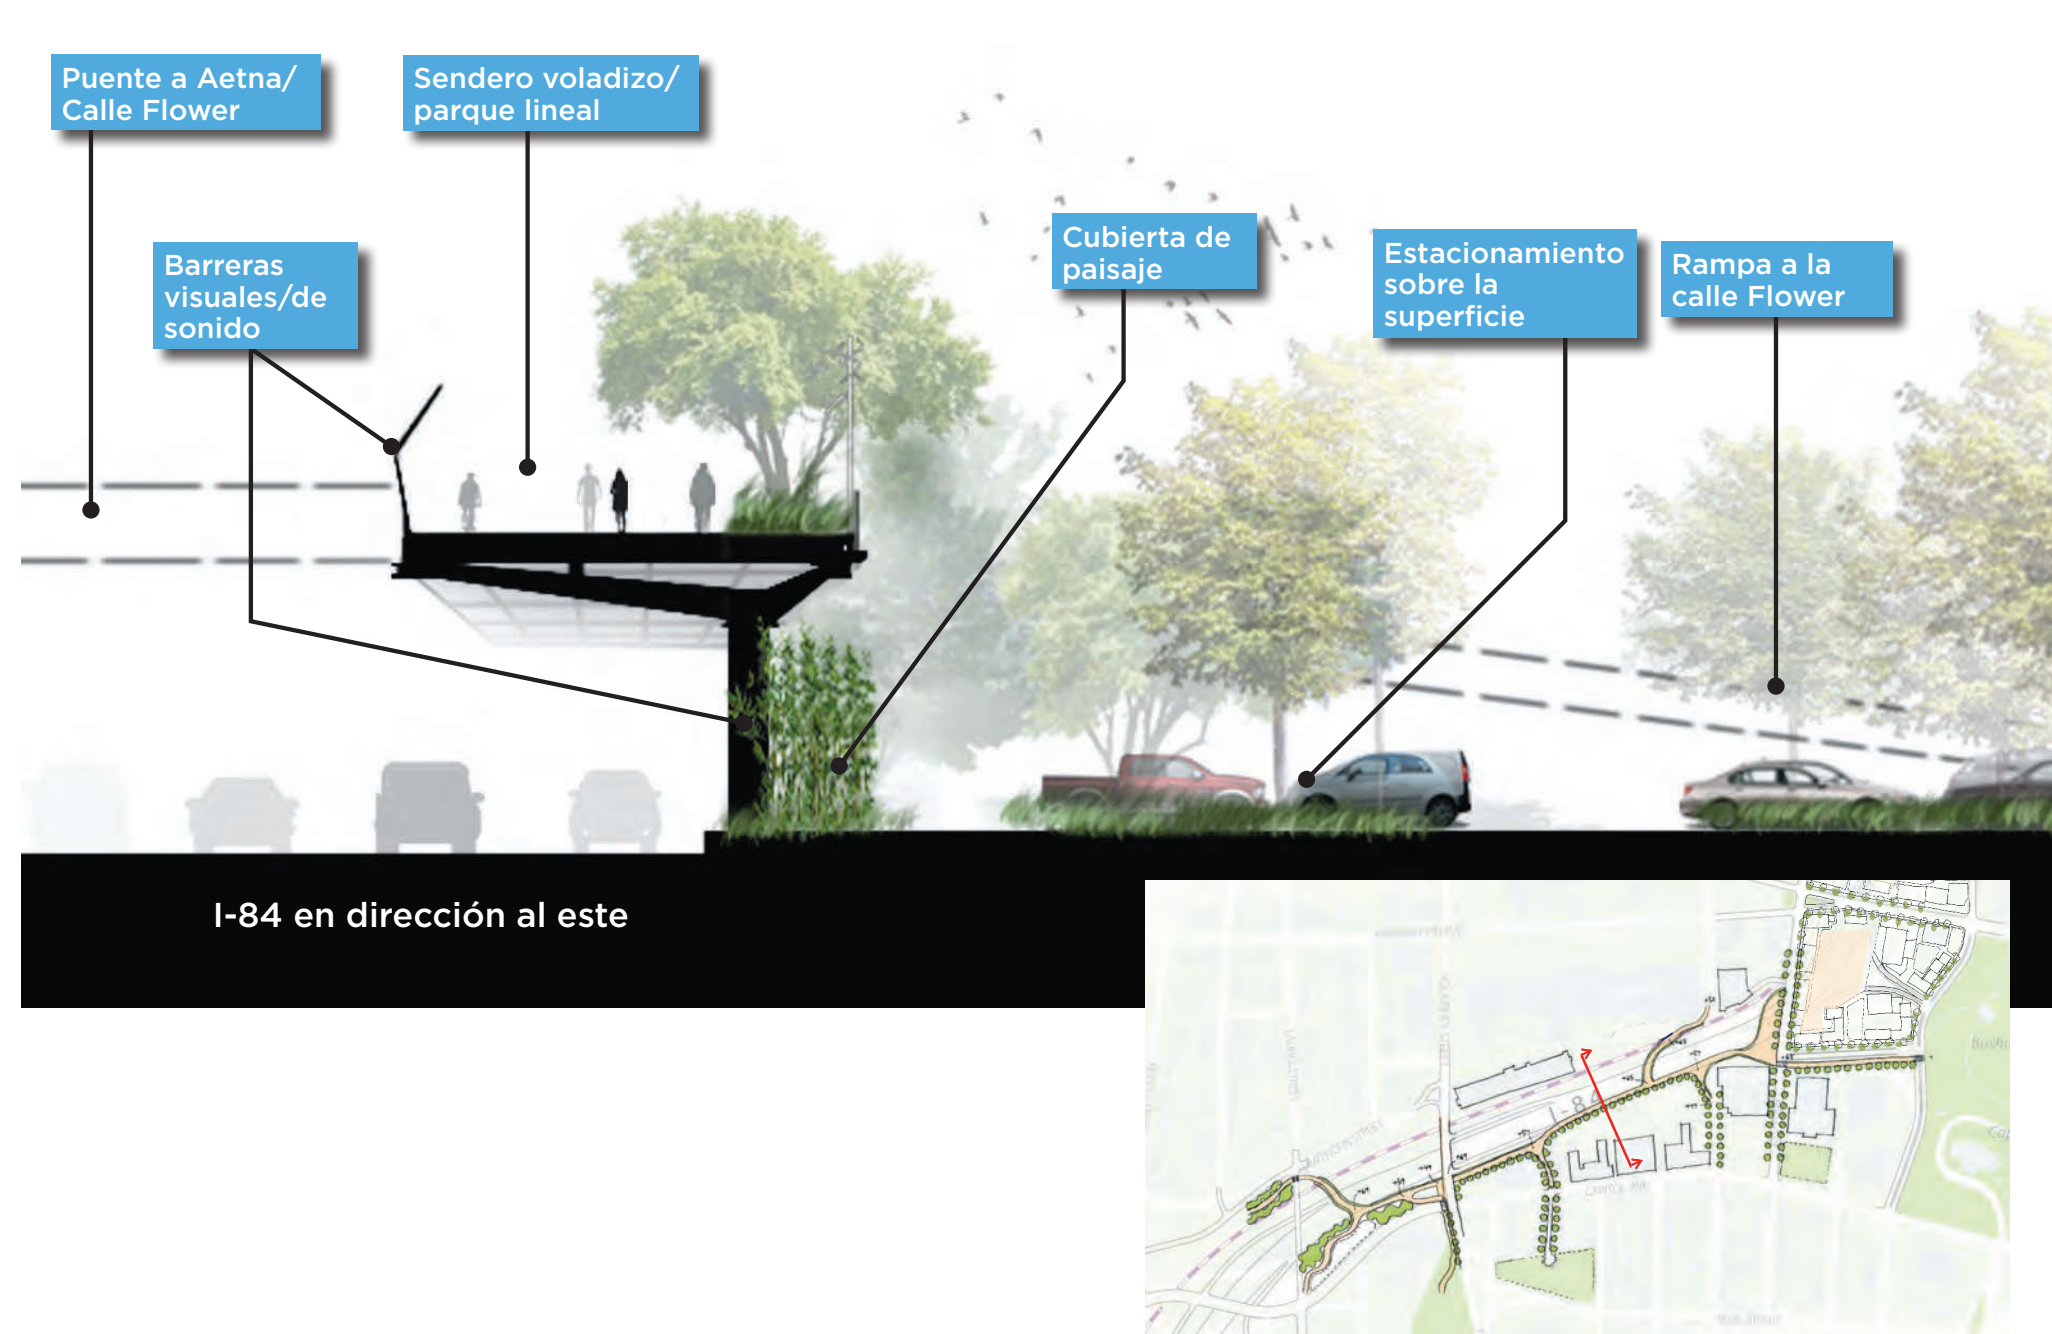 Puente a Aetna/
Calle Flower
Sendero voladizo/
parque lineal
Barreras
visuales/de
sonido
Cubierta de
paisaje
Estacionamiento
sobre la
superficie
Rampa a la
calle Flower
I-84 en dirección al este
I-84